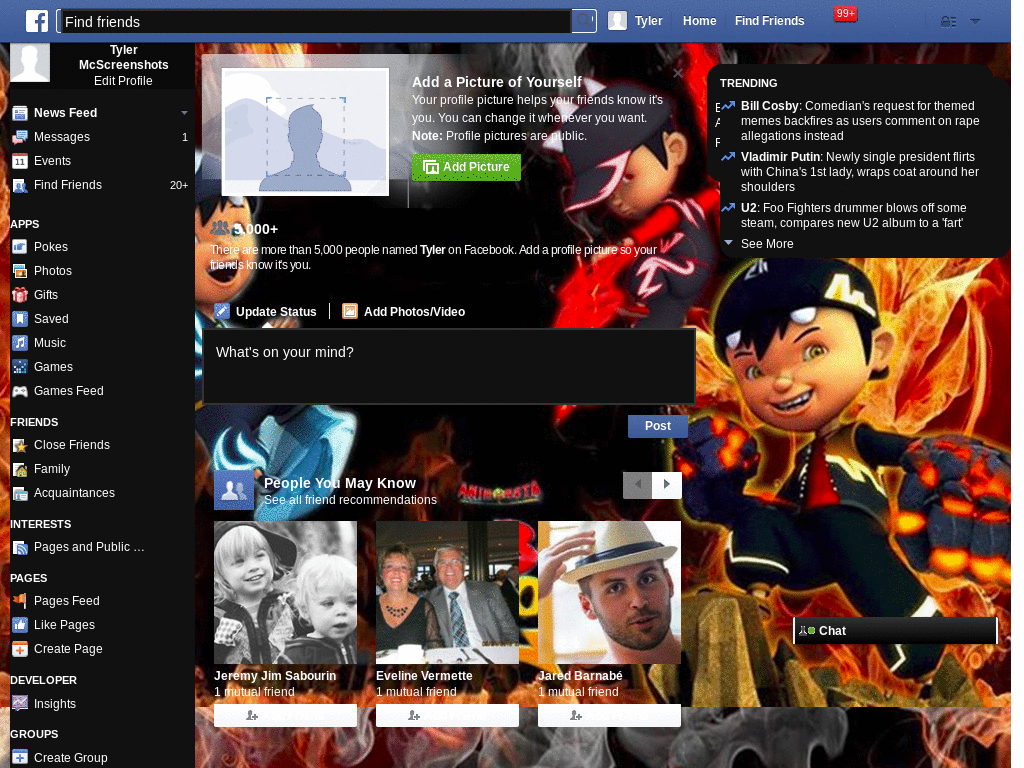 Find friends
Tyler
Home
Find Friends
99+
Tyler
McScreenshots
Edit Profile
News Feed
Messages
1
Events
Find Friends
20+
APPS
Pokes
Photos
Gifts
Saved
Music
Games
Games Feed
FRIENDS
Close Friends
Family
Acquaintances
INTERESTS
Pages and Public …
PAGES
Pages Feed
Like Pages
Create Page
DEVELOPER
Insights
GROUPS
Create Group
Add a Picture of Yourself
Your profile picture helps your friends know it's
you. You can change it whenever you want.
Note: Profile pictures are public.
Add Picture
5,000+
There are more than 5,000 people named Tyler on Facebook. Add a profile picture so your
friends know it's you.
Update Status
Add Photos/Video
What's on your mind?
Post
People You May Know
See all friend recommendations
Jeremy Jim Sabourin
1 mutual friend
Eveline Vermette
1 mutual friend
Jared Barnabé
1 mutual friend
TRENDING
Bill Cosby: Comedian's request for themed
memes backfires as users comment on rape
allegations instead
Vladimir Putin: Newly single president flirts
with China's 1st lady, wraps coat around her
shoulders
U2: Foo Fighters drummer blows off some
steam, compares new U2 album to a 'fart'
See More
Chat